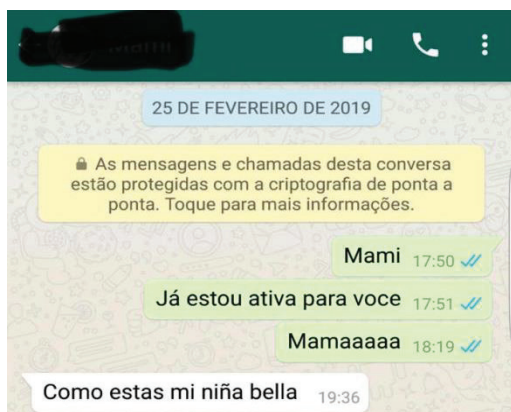 25 DE FEVEREIRO DE 2019
As mensagens e chamadas desta conversa
estão protegidas com a criptografia de ponta a
ponta. Toque para mais informações.
Mami 17:50
Já estou ativa para voce 17:51
Mamaaaaa 18:19
Como estas mi niña bella 19:36